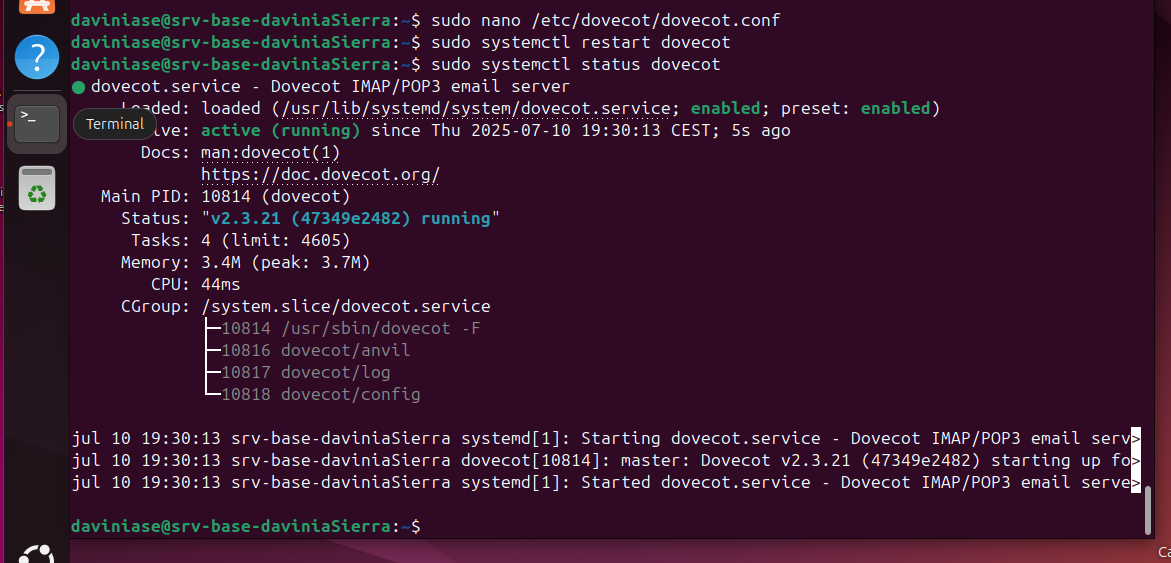 daviniase@srv-base-daviniaSierra:~$ sudo nano /etc/dovecot/dovecot.conf
daviniase@srv-base-daviniaSierra:~$ sudo systemctl restart dovecot
daviniase@srv-base-daviniaSierra:~$ sudo systemctl status dovecot
● dovecot.service - Dovecot IMAP/POP3 email server
loaded (/usr/lib/systemd/system/dovecot.service; enabled; preset: enabled)
Terminal
active (running) since Thu 2025-07-10 19:30:13 CEST; 5s ago
Docs: man:dovecot(1)
https://doc.dovecot.org/
Main PID: 10814 (dovecot)
Status: "v2.3.21 (47349e2482) running"
Tasks: 4 (limit: 4605)
Memory: 3.4M (peak: 3.7M)
CPU: 44ms
CGroup: /system.slice/dovecot.service
├─10814 /usr/sbin/dovecot -F
├─10816 dovecot/anvil
├─10817 dovecot/log
└─10818 dovecot/config
jul 10 19:30:13 srv-base-daviniaSierra systemd[1]: Starting dovecot.service - Dovecot IMAP/POP3 email serv>
jul 10 19:30:13 srv-base-daviniaSierra dovecot[10814]: master: Dovecot v2.3.21 (47349e2482) starting up fo>
jul 10 19:30:13 srv-base-daviniaSierra systemd[1]: Started dovecot.service - Dovecot IMAP/POP3 email serve>
daviniase@srv-base-daviniaSierra:~$
Ca